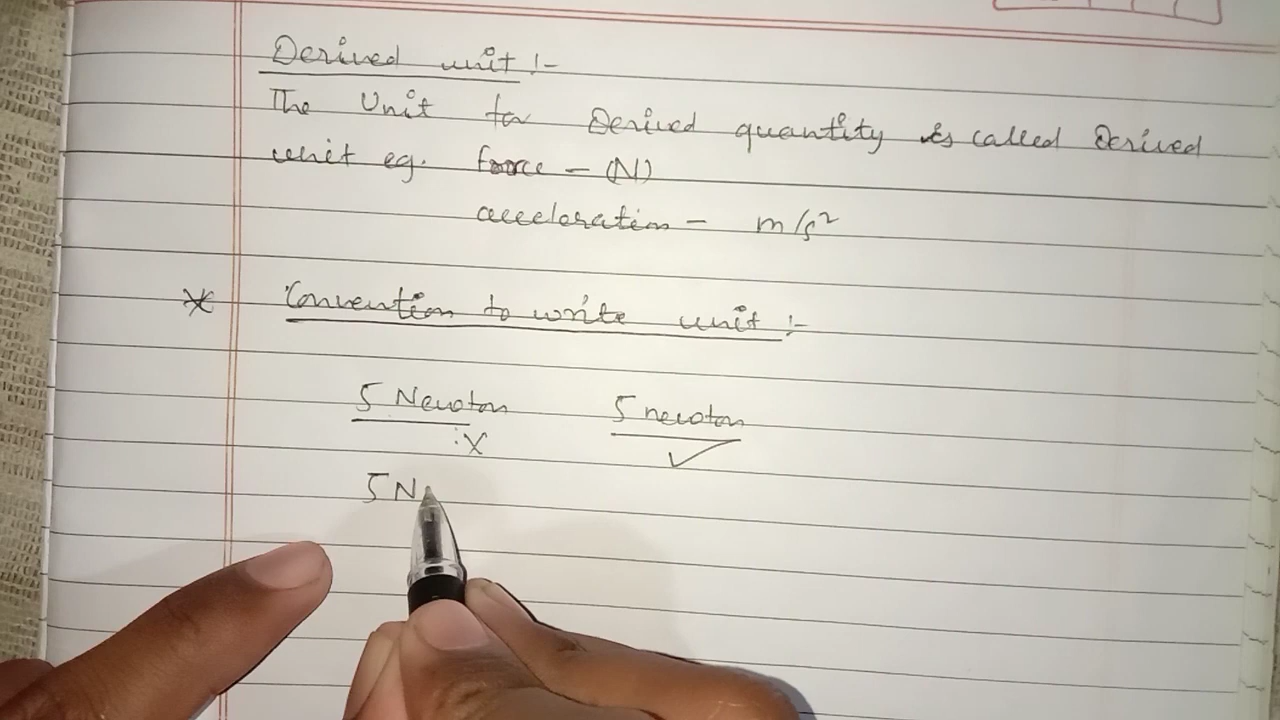 Derived unit :-
The Unit for Derived quantity is called Derived
unit eg. force - (N)
acceleration - m/s²
* Convention to write unit :-
5 Newton 5 newton
X ✓
5 N